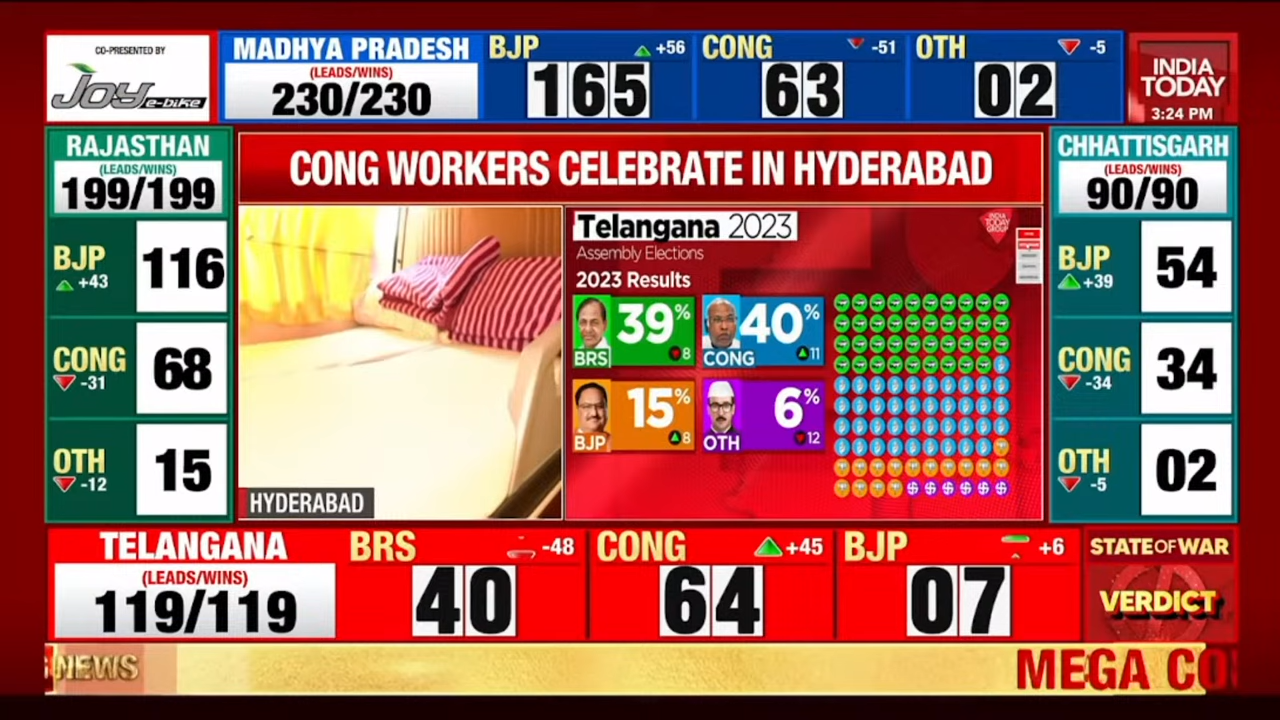 CO-PRESENTED BY
Joy e-bike
MADHYA PRADESH
(LEADS/WINS)
230/230
BJP +56
165
CONG -51
63
OTH -5
02
INDIA
TODAY
3:24 PM
RAJASTHAN
(LEADS/WINS)
199/199
BJP
+43
116
CONG
-31
68
OTH
-12
15
CONG WORKERS CELEBRATE IN HYDERABAD
HYDERABAD
Telangana 2023
Assembly Elections
2023 Results
INDIA
TODAY
GROUP
BRS 39%
8
CONG 40%
11
BJP 15%
8
OTH 6%
12
CHHATTISGARH
(LEADS/WINS)
90/90
BJP
+39
54
CONG
-34
34
OTH
-5
02
TELANGANA
(LEADS/WINS)
119/119
BRS -48
40
CONG +45
64
BJP +6
07
STATE OF WAR
VERDICT
NEWS
MEGA CO